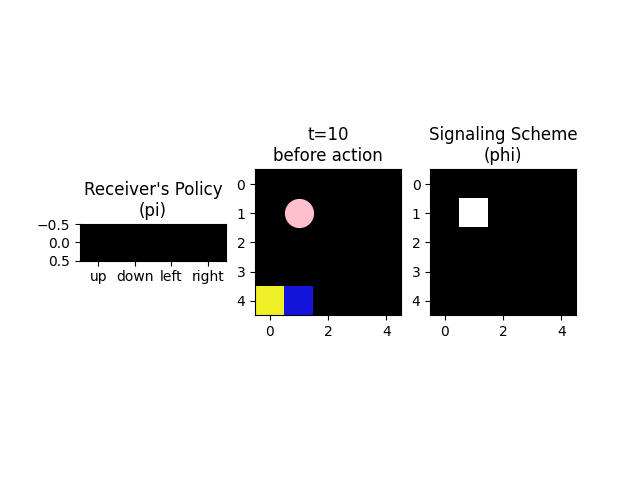 Receiver's Policy
(pi)
−0.5
0.0
0.5
up down left right
t=10
before action
0
1
2
3
4
0 2 4
Signaling Scheme
(phi)
0
1
2
3
4
0 2 4